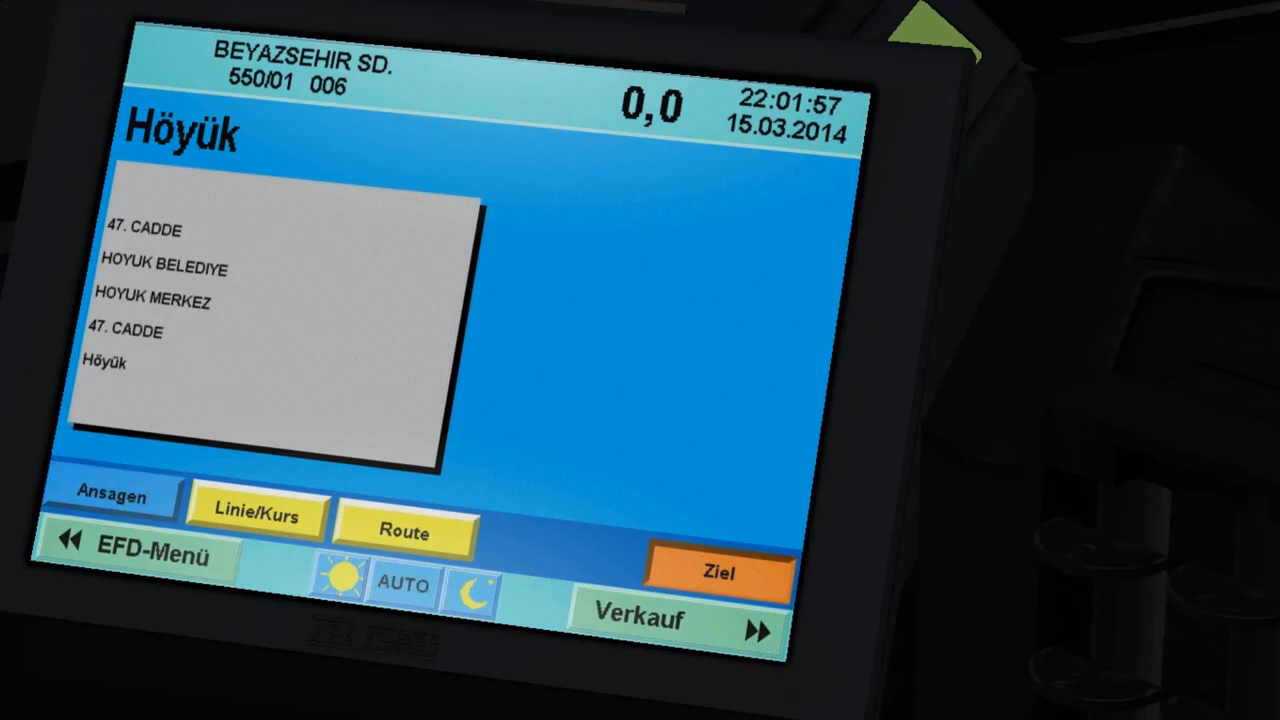 BEYAZSEHIR SD.
550/01 006
0,0
22:01:57
15.03.2014
Höyük
47. CADDE
HOYUK BELEDIYE
HOYUK MERKEZ
47. CADDE
Höyük
Ansagen
Linie/Kurs
Route
Ziel
EFD-Menü
AUTO
Verkauf